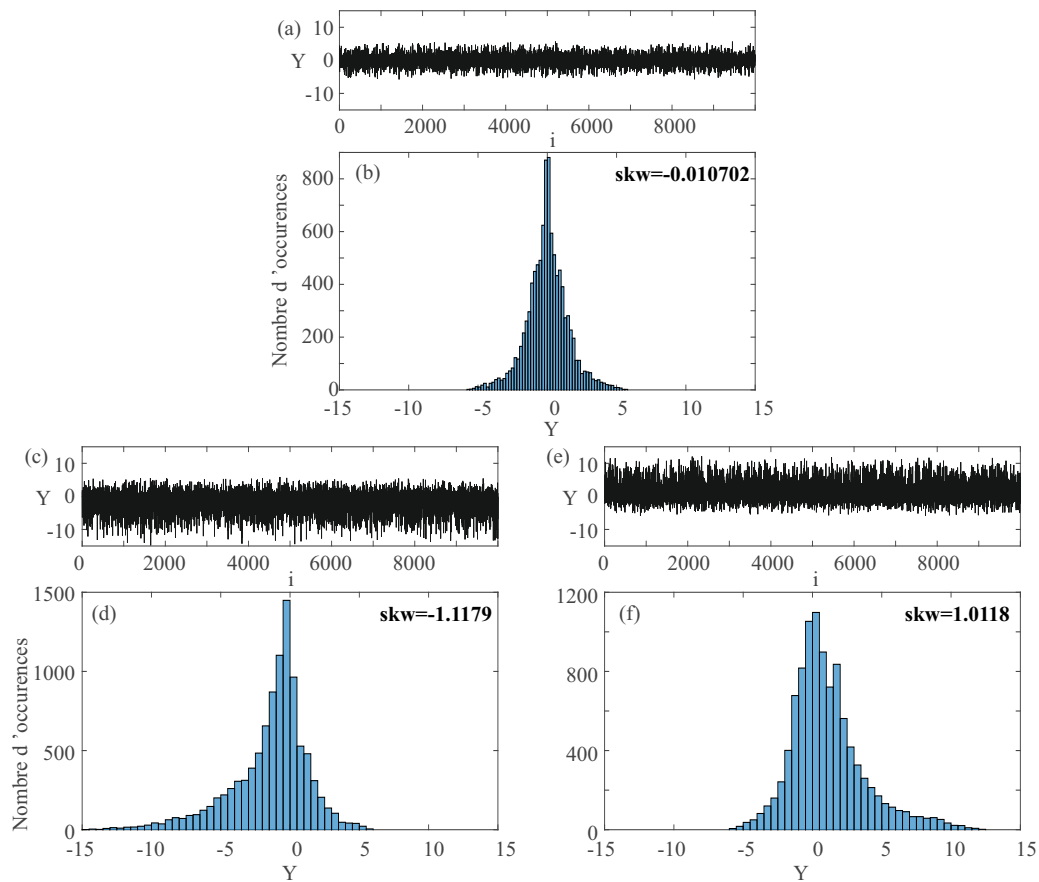 (a)
15
Y 0
-10
0 2000 4000 6000 8000
i
(b)
skw=-0.010702
Nombre d ’occurences
800
600
400
200
0
-15 -10 -5 0 5 10 15
Y
(c)
10
Y 0
-10
0 2000 4000 6000 8000
i
(d)
skw=-1.1179
Nombre d ’occurences
1500
1000
500
0
-15 -10 -5 0 5 10 15
Y
(e)
10
Y 0
-10
0 2000 4000 6000 8000
i
(f)
skw=1.0118
1200
800
400
0
-15 -10 -5 0 5 10 15
Y